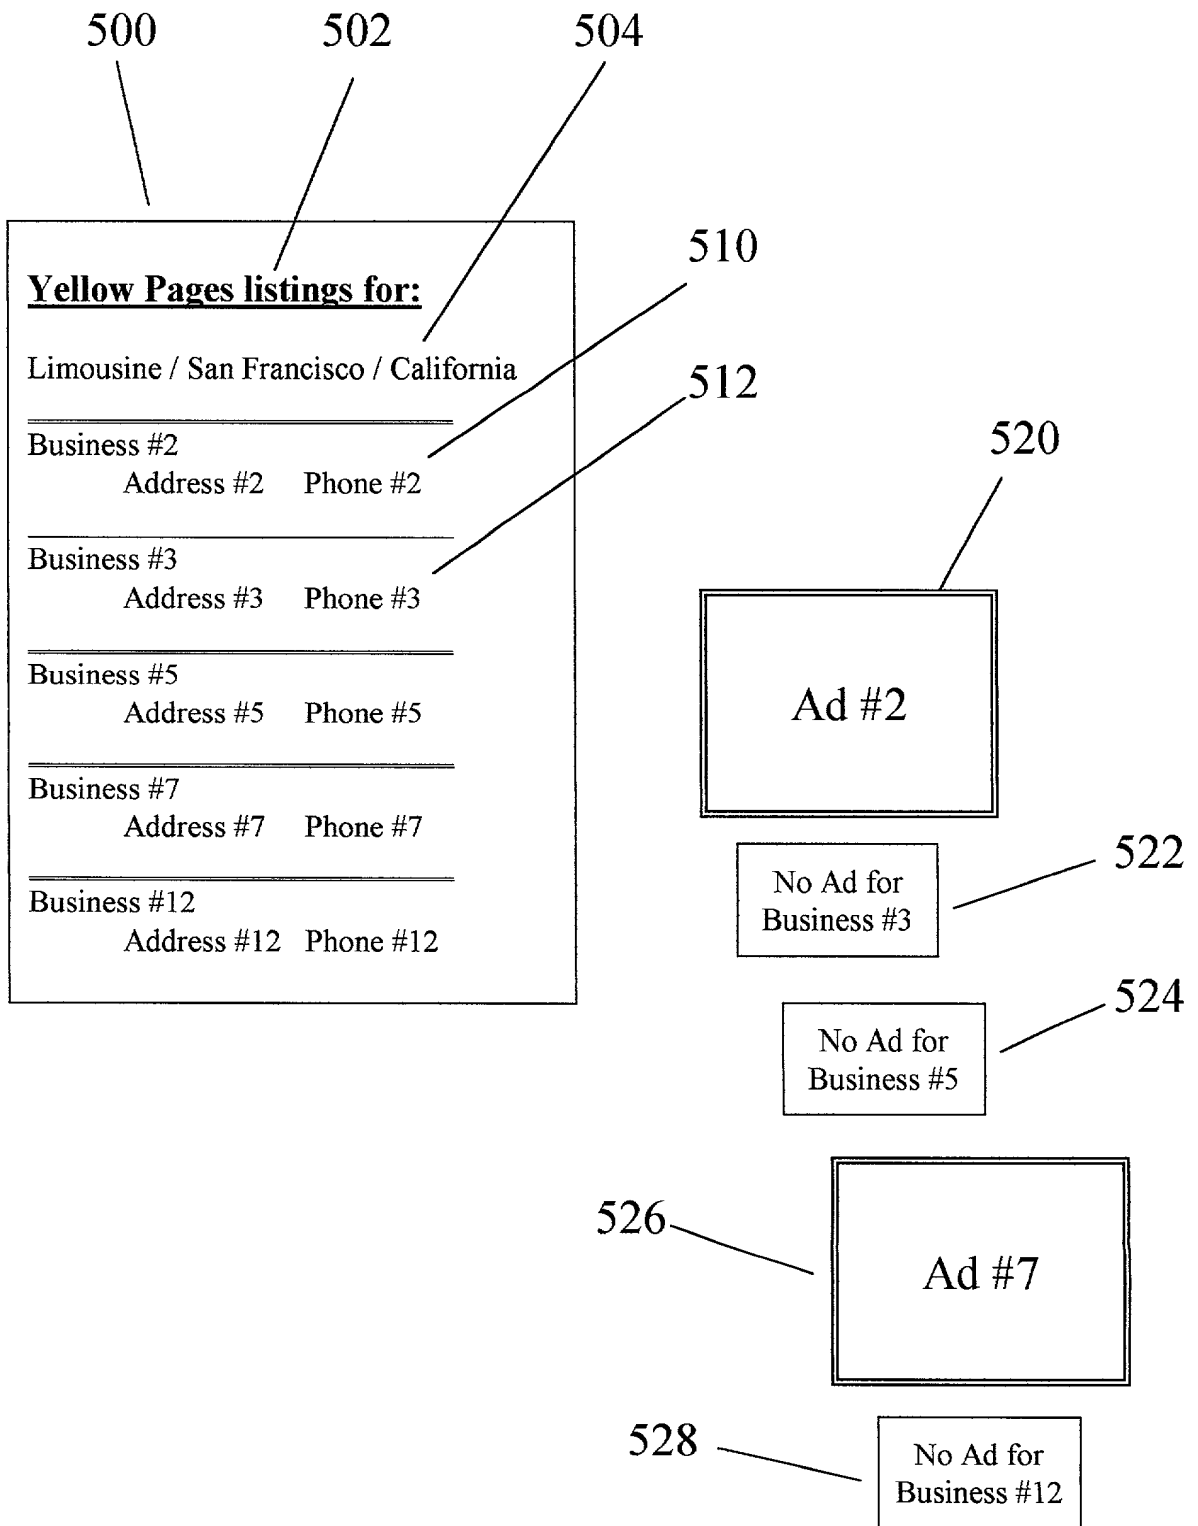 500 502 504
Yellow Pages listings for:
Limousine / San Francisco / California
510
512
Business #2
Address #2 Phone #2
Business #3
Address #3 Phone #3
Business #5
Address #5 Phone #5
Business #7
Address #7 Phone #7
Business #12
Address #12 Phone #12
520
Ad #2
522
No Ad for
Business #3
524
No Ad for
Business #5
526
Ad #7
528
No Ad for
Business #12